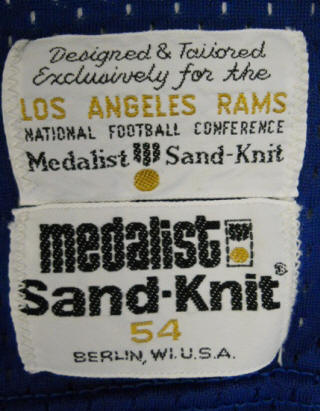 Designed & Tailored
Exclusively for the
LOS ANGELES RAMS
NATIONAL FOOTBALL CONFERENCE
Medalist Sand-Knit
medalist
Sand-Knit®
54
BERLIN, WI. U.S.A.